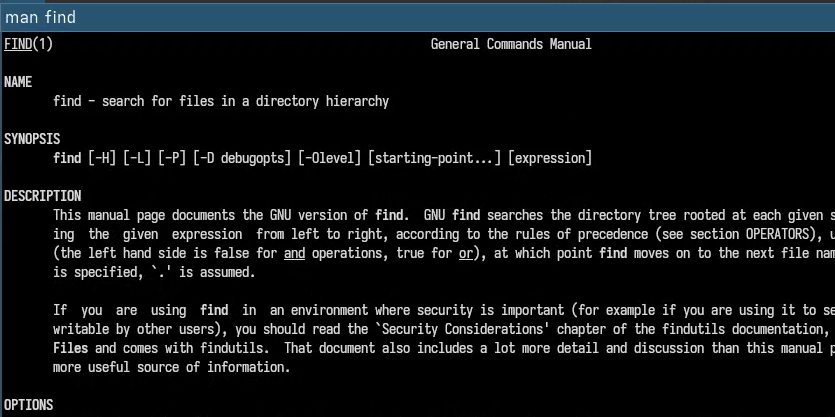 man find
FIND(1) General Commands Manual
NAME
find - search for files in a directory hierarchy
SYNOPSIS
find [-H] [-L] [-P] [-D debugopts] [-Olevel] [starting-point...] [expression]
DESCRIPTION
This manual page documents the GNU version of find. GNU find searches the directory tree rooted at each given
ing the given expression from left to right, according to the rules of precedence (see section OPERATORS),
(the left hand side is false for and operations, true for or), at which point find moves on to the next file
is specified, `.' is assumed.
If you are using find in an environment where security is important (for example if you are using it to
writable by other users), you should read the `Security Considerations' chapter of the findutils documentation,
Files and comes with findutils. That document also includes a lot more detail and discussion than this manual
more useful source of information.
OPTIONS